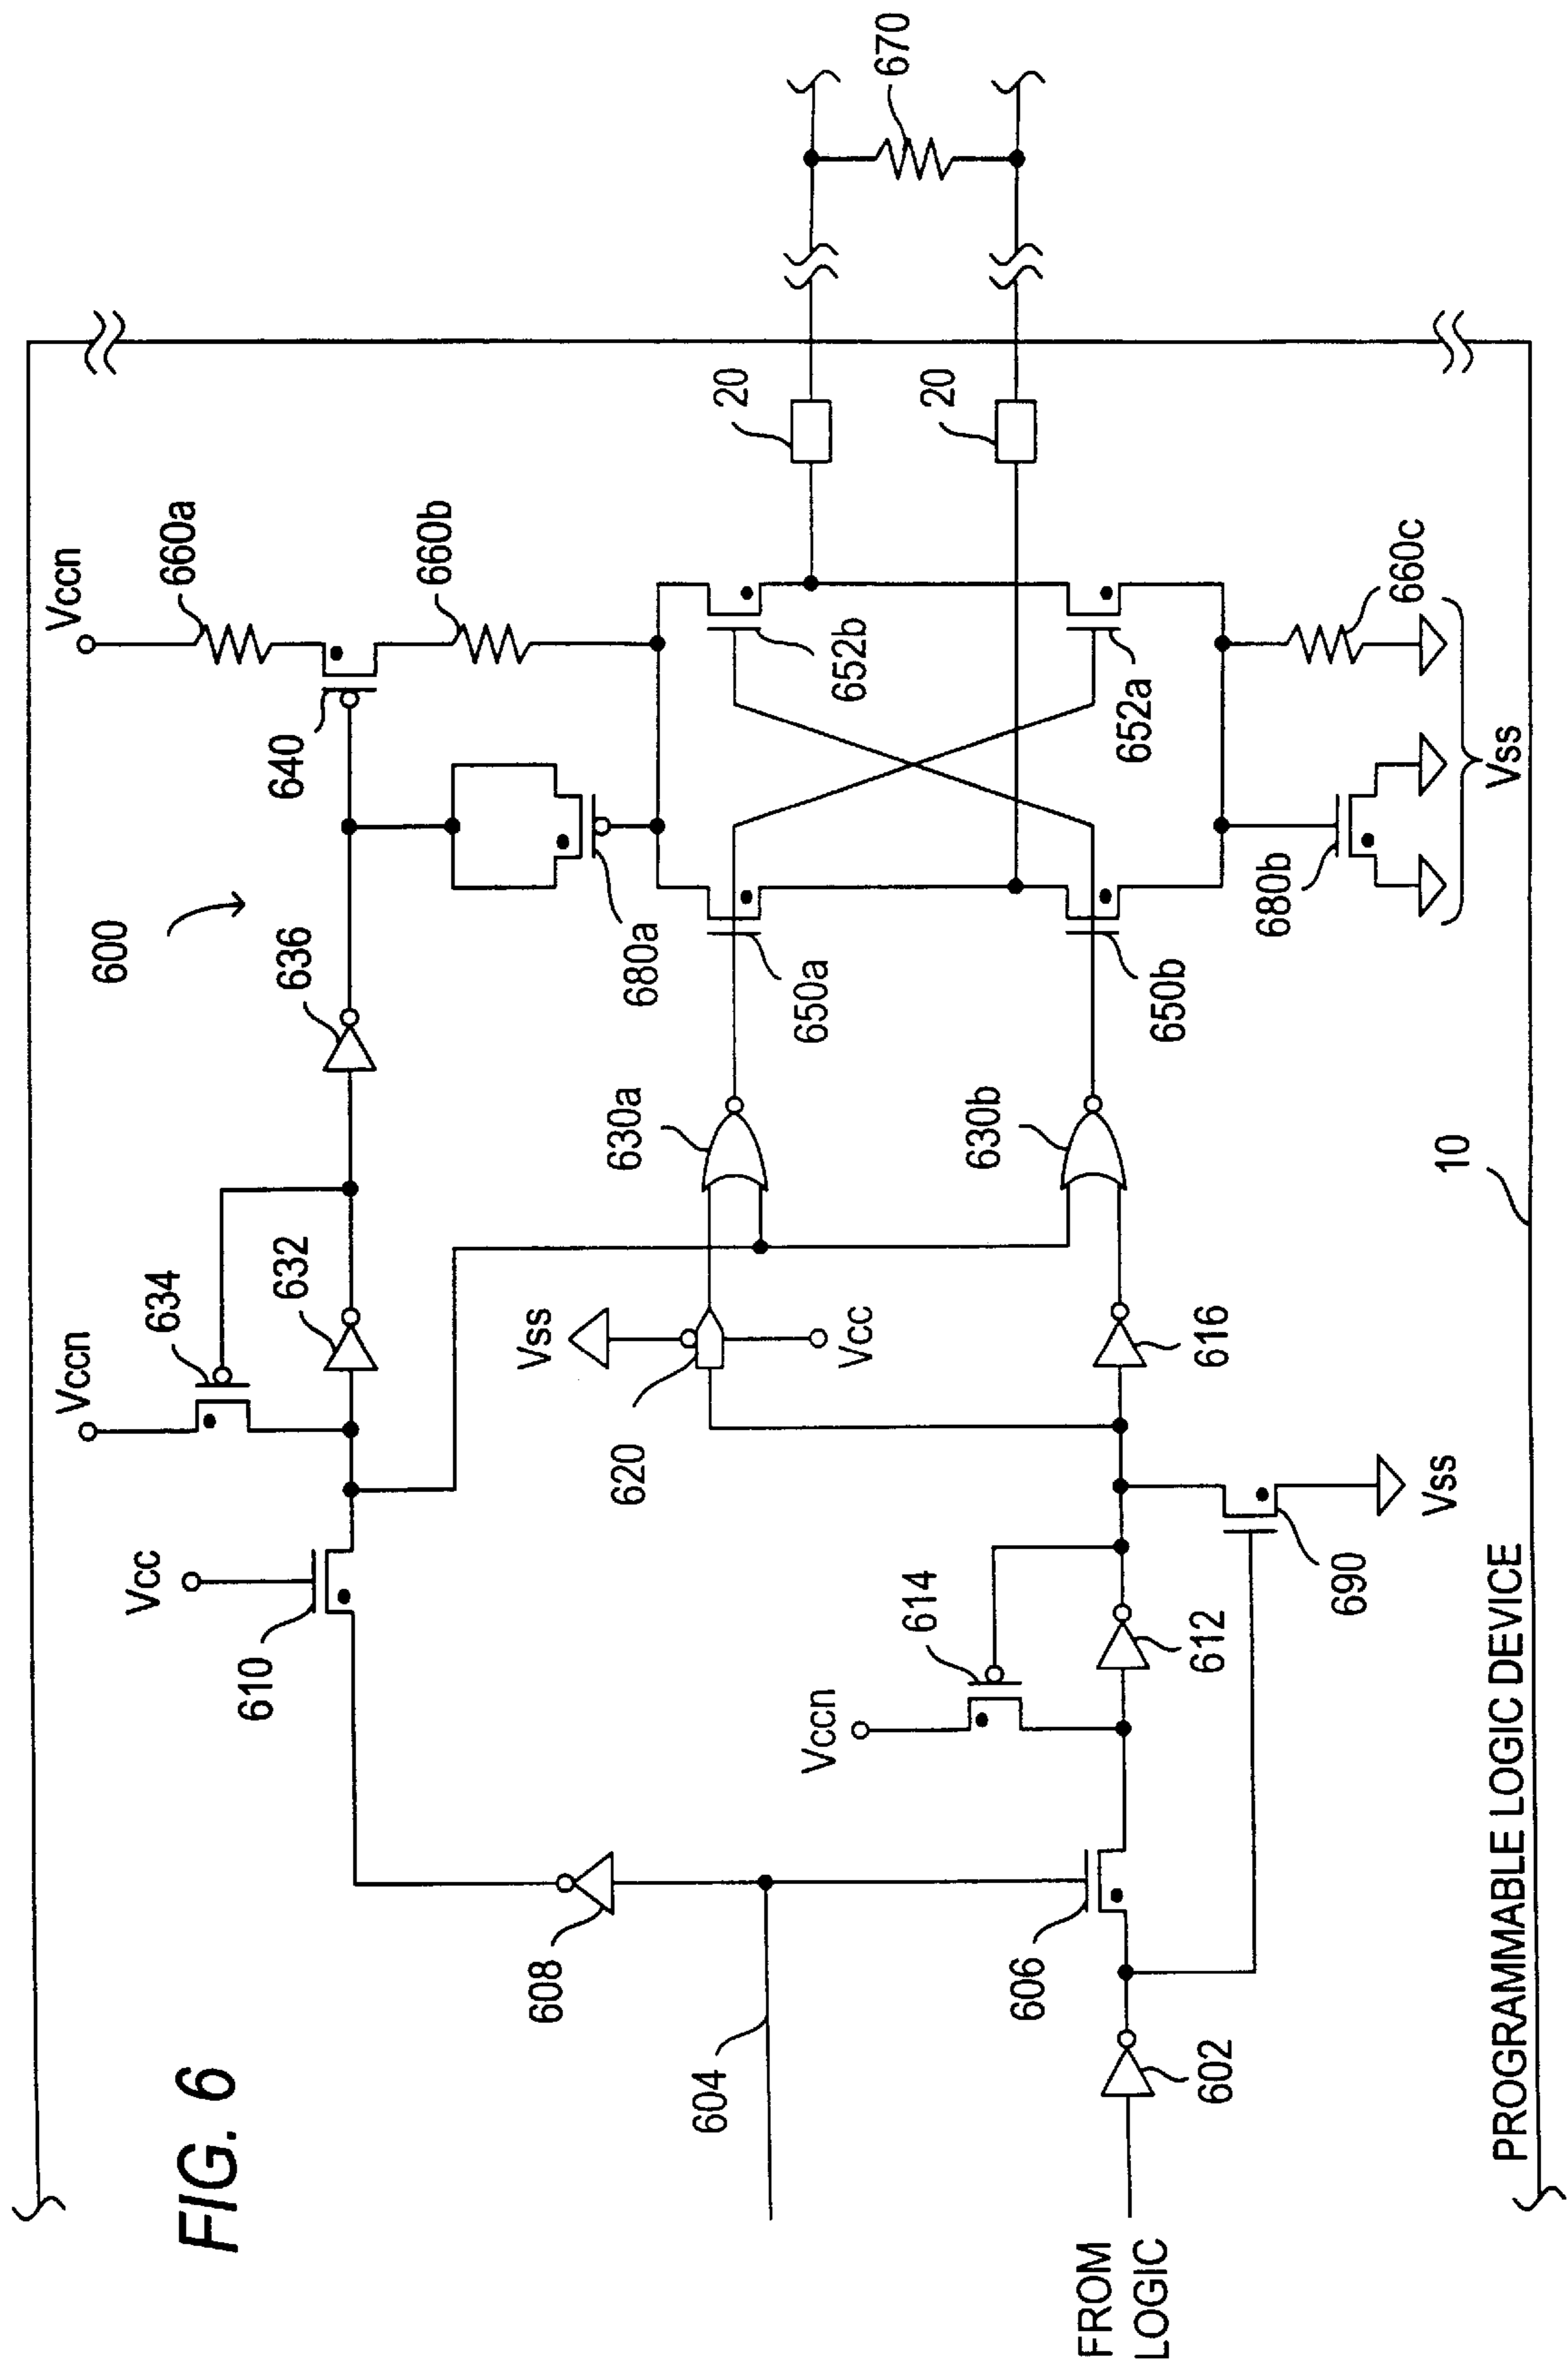 FIG. 6
600
Vccn
660a
640
660b
Vccn
634
632
636
Vcc
610
680a
652b
20
670
608
Vss
620
Vcc
630a
650a
652a
20
604
Vccn
614
630b
650b
680b
660c
Vss
606
612
616
602
690
Vss
FROM
LOGIC
10
PROGRAMMABLE LOGIC DEVICE